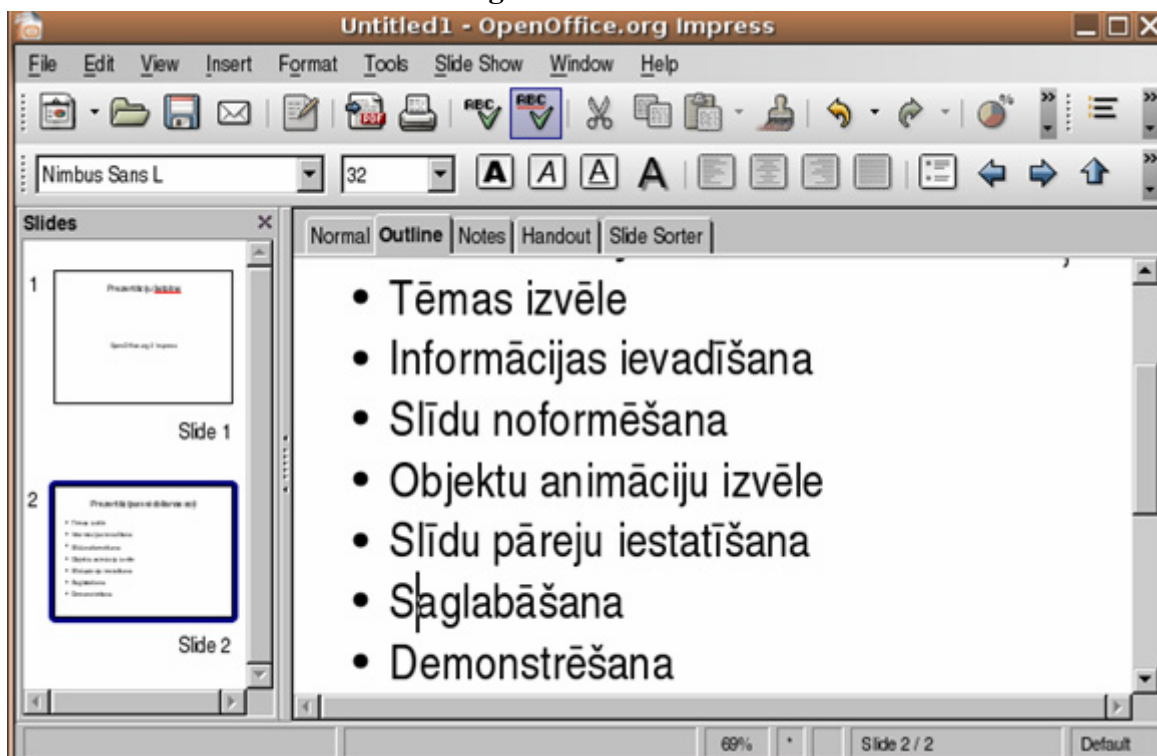 Untitled1 - OpenOffice.org Impress
File Edit View Insert Format Tools Slide Show Window Help
Nimbus Sans L 32
Slides
Normal Outline Notes Handout Slide Sorter
1
Slide 1
2
Slide 2
• Tēmas izvēle
• Informācijas ievadīšana
• Slīdu noformēšana
• Objektu animāciju izvēle
• Slīdu pāreju iestatīšana
• Saglabāšana
• Demonstrēšana
69% * Slide 2 / 2 Default